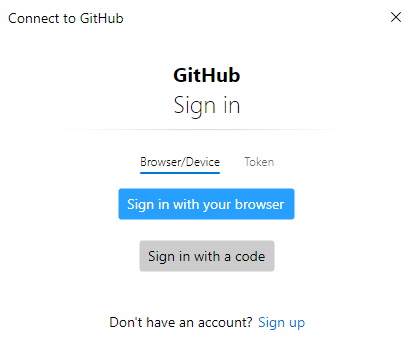 Connect to GitHub
GitHub
Sign in
Browser/Device Token
Sign in with your browser
Sign in with a code
Don't have an account? Sign up